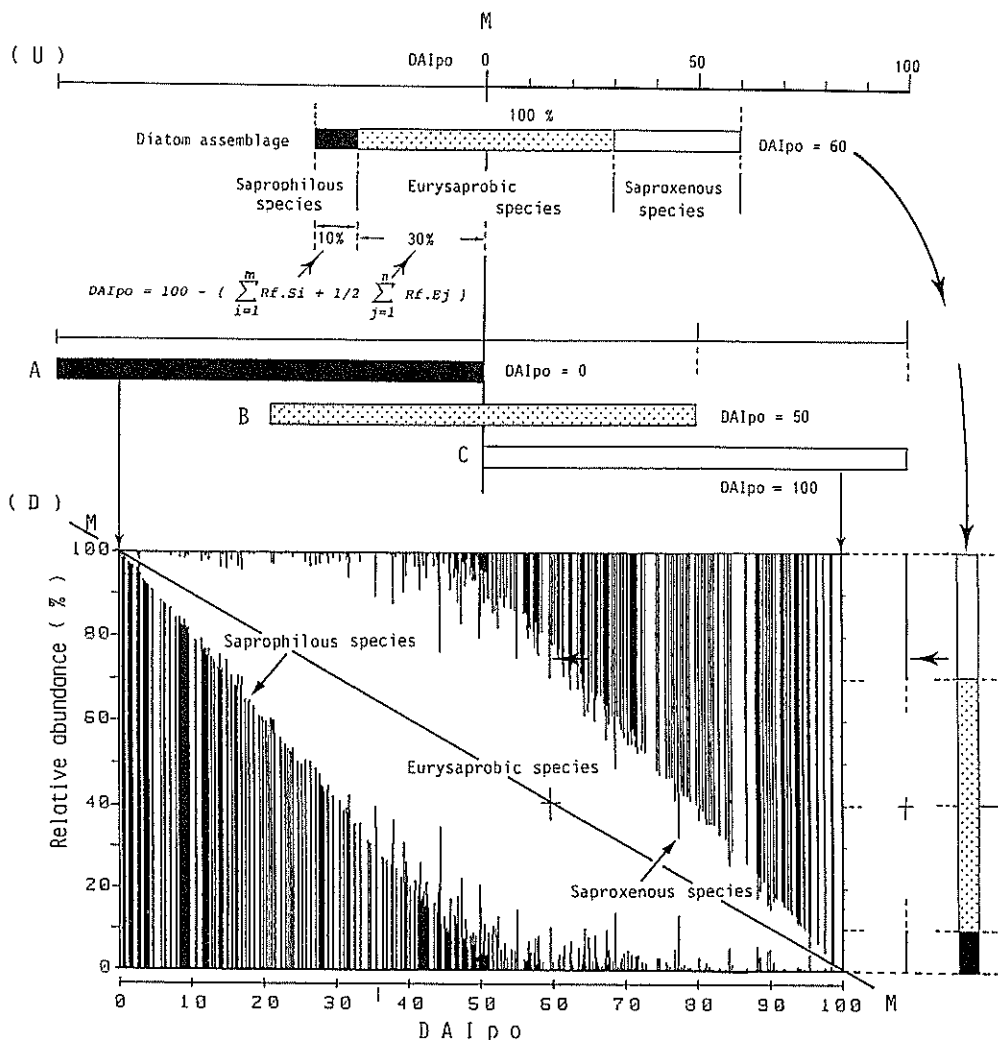 M
( U )
DAIpo 0 50 100
100 %
Diatom assemblage
DAIpo = 60
Saprophilous species
Eurysaprobic species
Saproxenous species
10% 30%
DAIpo = 100 - ( m ∑ i=1 Rf.Si + 1/2 n ∑ j=1 Rf.Ej )
A
DAIpo = 0
B
DAIpo = 50
C
DAIpo = 100
( D )
M
100
80
60
40
20
0
Relative abundance ( % )
Saprophilous species
Eurysaprobic species
Saproxenous species
0 10 20 30 40 50 60 70 80 90 100
M
D A I p o